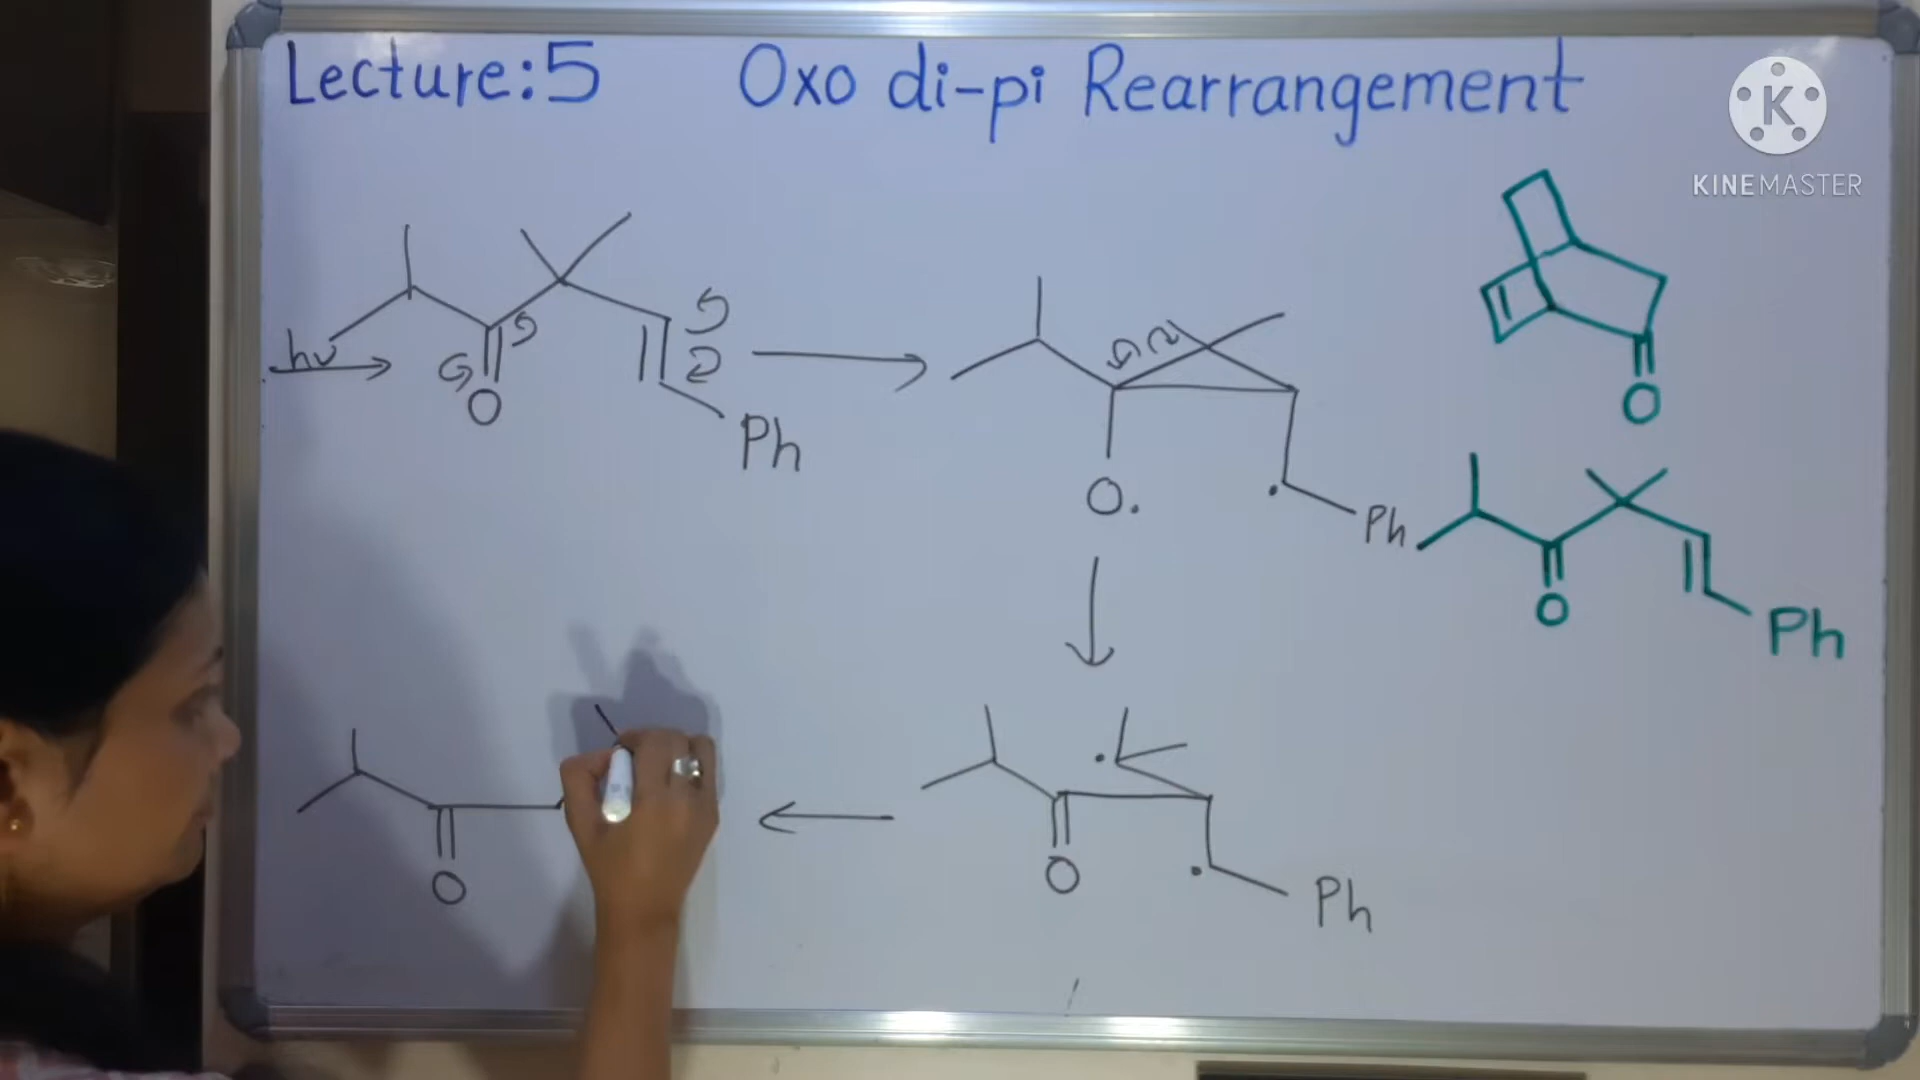 Lecture:5 Oxo di-pi Rearrangement
K
KINEMASTER
hν
O
Ph
O.
Ph
O
O
Ph
O
Ph
O